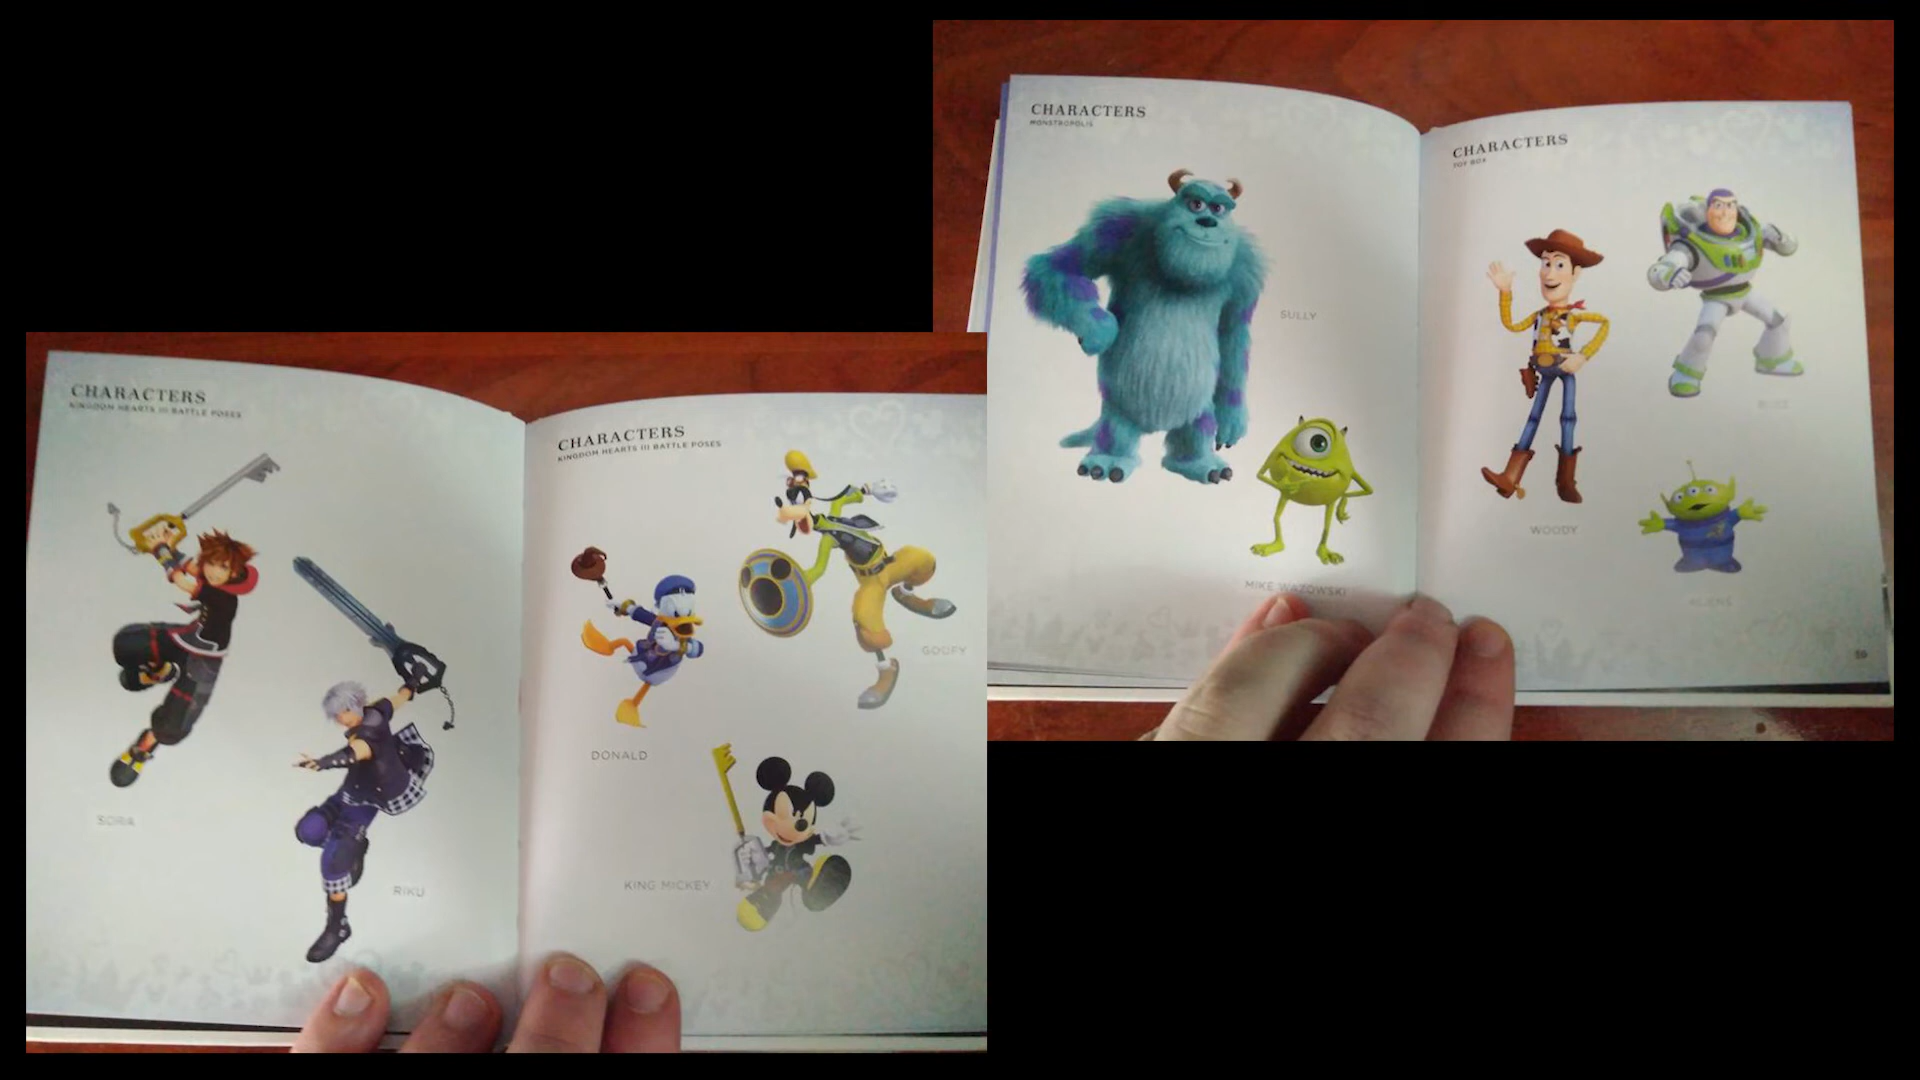 CHARACTERS
KINGDOM HEARTS III BATTLE POSES
SORA
RIKU
CHARACTERS
KINGDOM HEARTS III BATTLE POSES
GOOFY
DONALD
KING MICKEY
CHARACTERS
MONSTROPOLIS
SULLY
MIKE WAZOWSKI
CHARACTERS
TOY BOX
BUZZ
WOODY
ALIENS